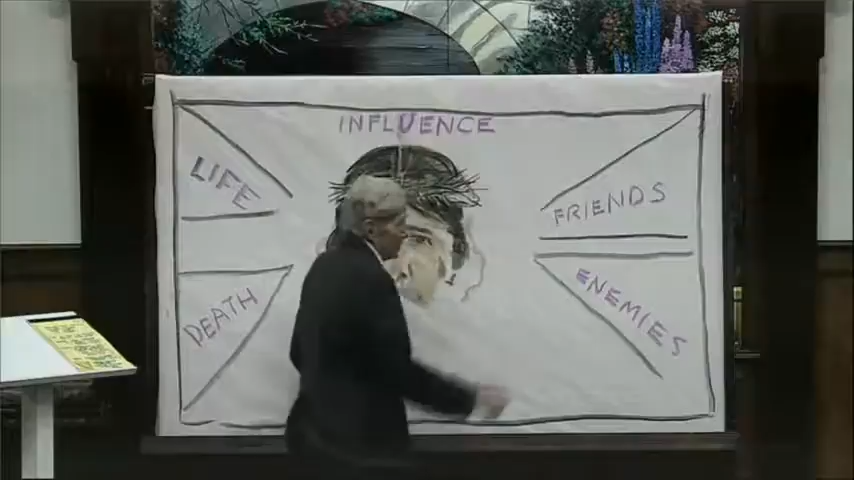 INFLUENCE
LIFE
FRIENDS
DEATH
ENEMIES